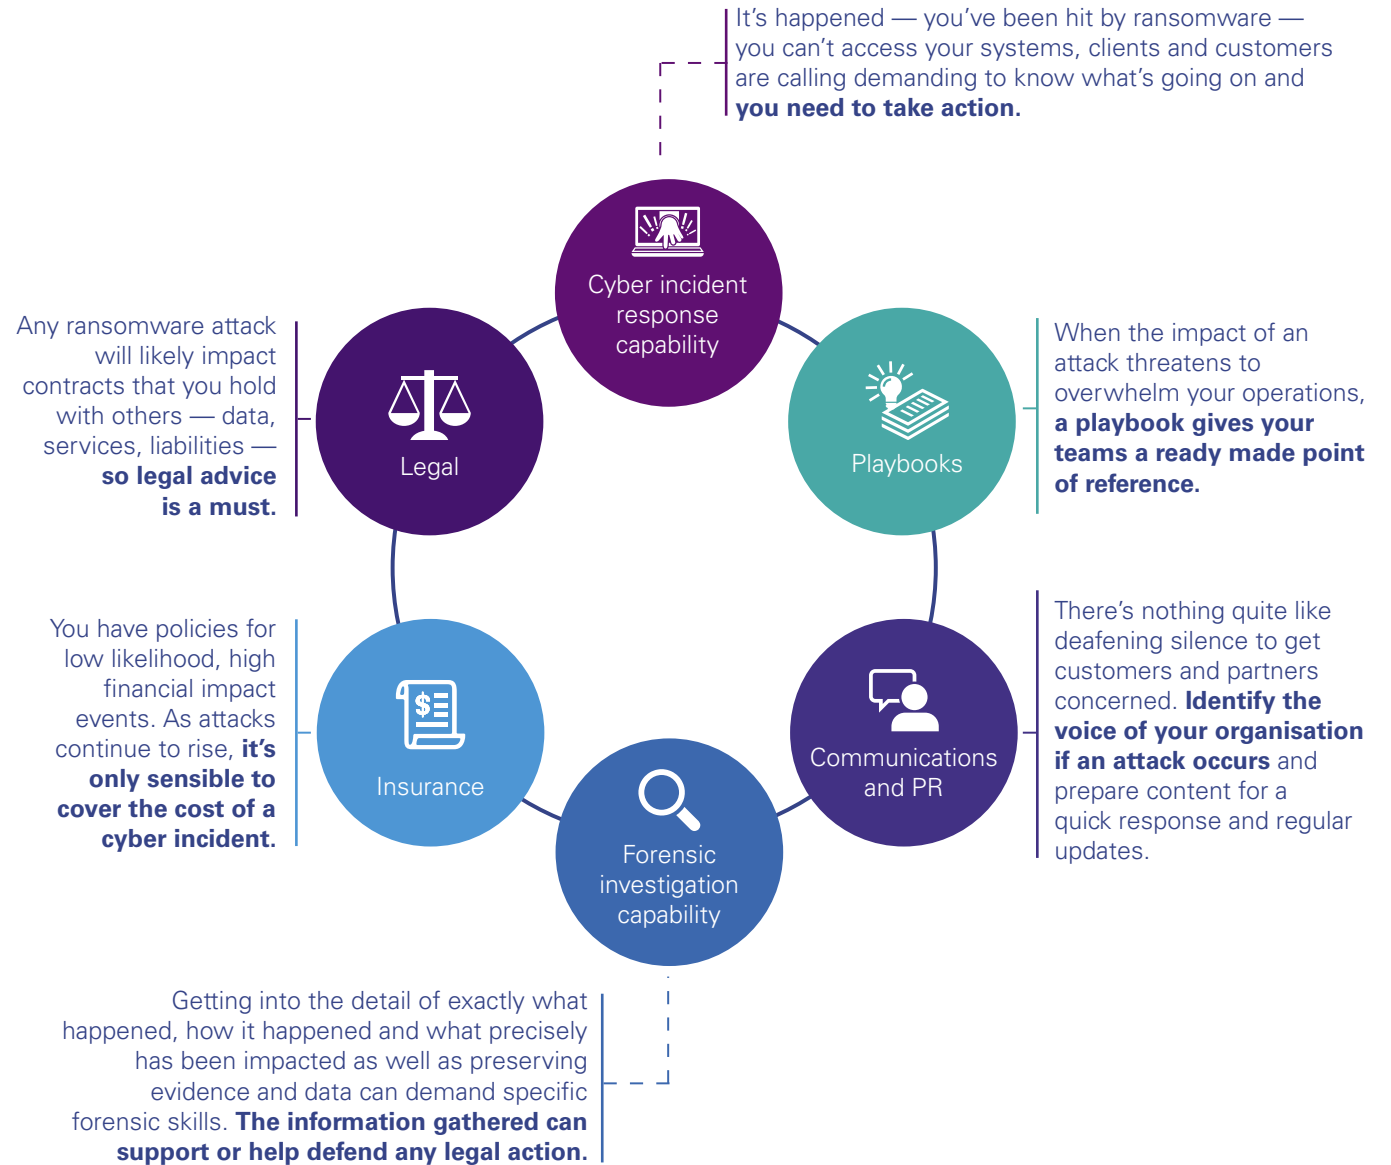 It's happened — you've been hit by ransomware —
you can't access your systems, clients and customers
are calling demanding to know what's going on and
you need to take action.
Cyber incident
response
capability
Any ransomware attack
will likely impact
contracts that you hold
with others — data,
services, liabilities —
so legal advice
is a must.
Legal
Playbooks
When the impact of an
attack threatens to
overwhelm your operations,
a playbook gives your
teams a ready made point
of reference.
You have policies for
low likelihood, high
financial impact
events. As attacks
continue to rise, it's
only sensible to
cover the cost of a
cyber incident.
$
Insurance
Communications
and PR
There's nothing quite like
deafening silence to get
customers and partners
concerned. Identify the
voice of your organisation
if an attack occurs and
prepare content for a
quick response and regular
updates.
Forensic
investigation
capability
Getting into the detail of exactly what
happened, how it happened and what precisely
has been impacted as well as preserving
evidence and data can demand specific
forensic skills. The information gathered can
support or help defend any legal action.